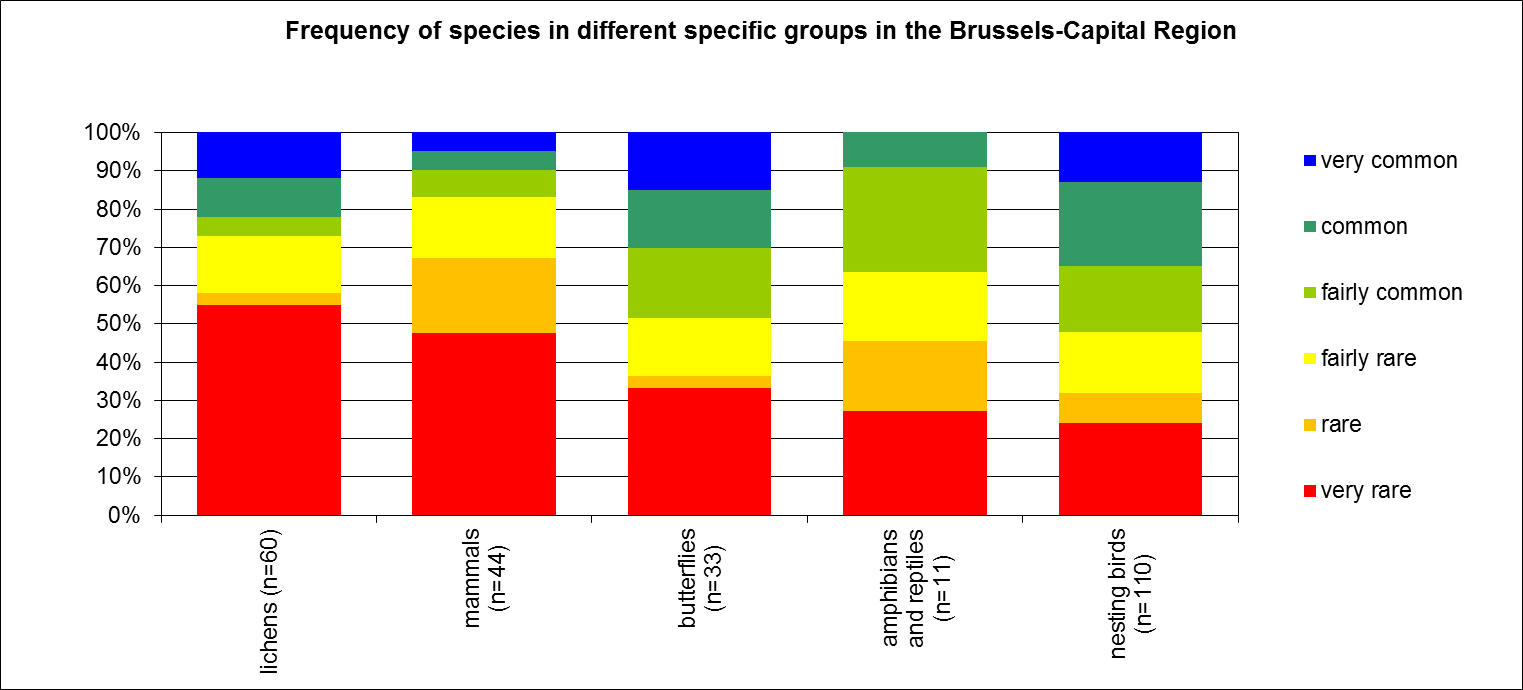 Frequency of species in different specific groups in the Brussels-Capital Region
100%
90%
80%
70%
60%
50%
40%
30%
20%
10%
0%
lichens (n=60)
mammals
(n=44)
butterflies
(n=33)
amphibians
and reptiles
(n=11)
nesting birds
(n=110)
very common
common
fairly common
fairly rare
rare
very rare